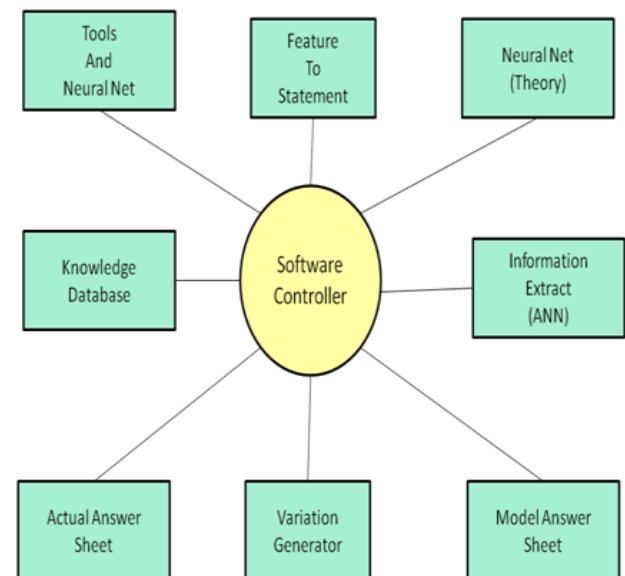 Tools
And
Neural Net
Feature
To
Statement
Neural Net
(Theory)
Knowledge
Database
Software
Controller
Information
Extract
(ANN)
Actual Answer
Sheet
Variation
Generator
Model Answer
Sheet